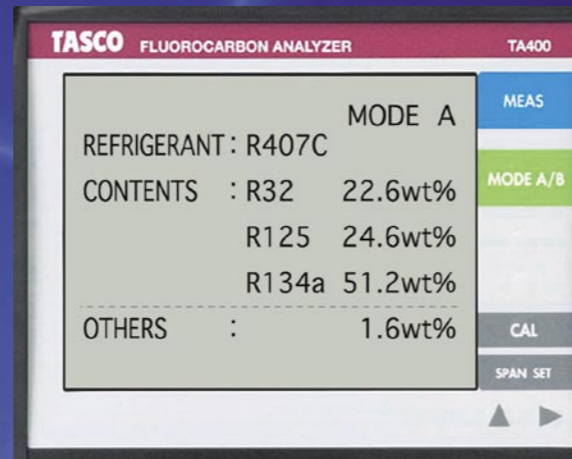 TASCO FLUOROCARBON ANALYZER TA400
MODE A
REFRIGERANT : R407C
CONTENTS : R32 22.6wt%
R125 24.6wt%
R134a 51.2wt%
OTHERS : 1.6wt%
MEAS
MODE A/B
CAL
SPAN SET